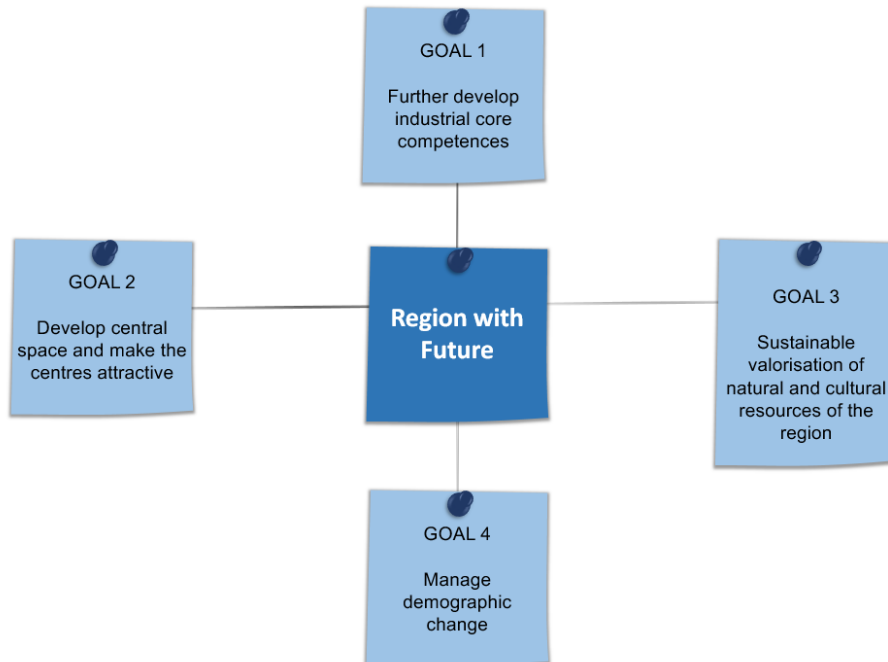 GOAL 1
Further develop
industrial core
competences
GOAL 2
Develop central
space and make the
centres attractive
Region with
Future
GOAL 3
Sustainable
valorisation of
natural and cultural
resources of the
region
GOAL 4
Manage
demographic
change